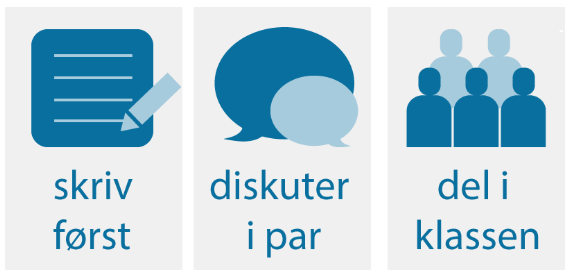 skriv
først
diskuter
i par
del i
klassen